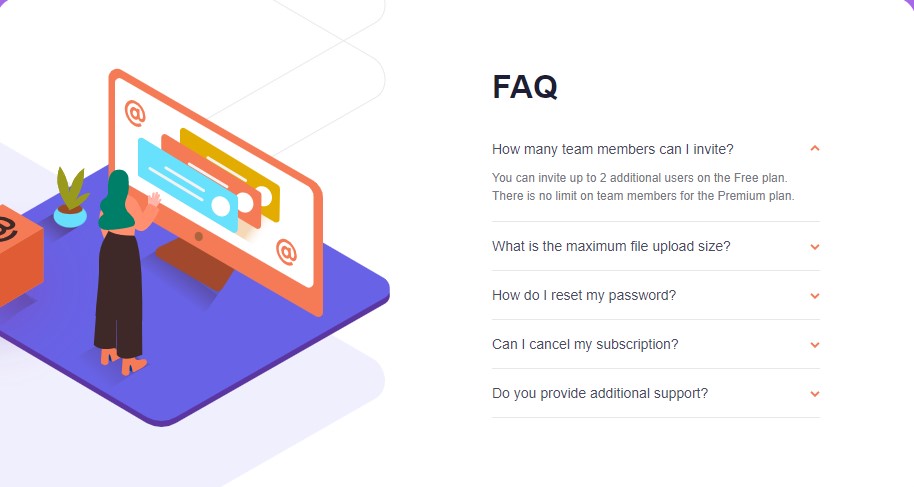 @
@
@
FAQ
How many team members can I invite?
You can invite up to 2 additional users on the Free plan.
There is no limit on team members for the Premium plan.
What is the maximum file upload size?
How do I reset my password?
Can I cancel my subscription?
Do you provide additional support?